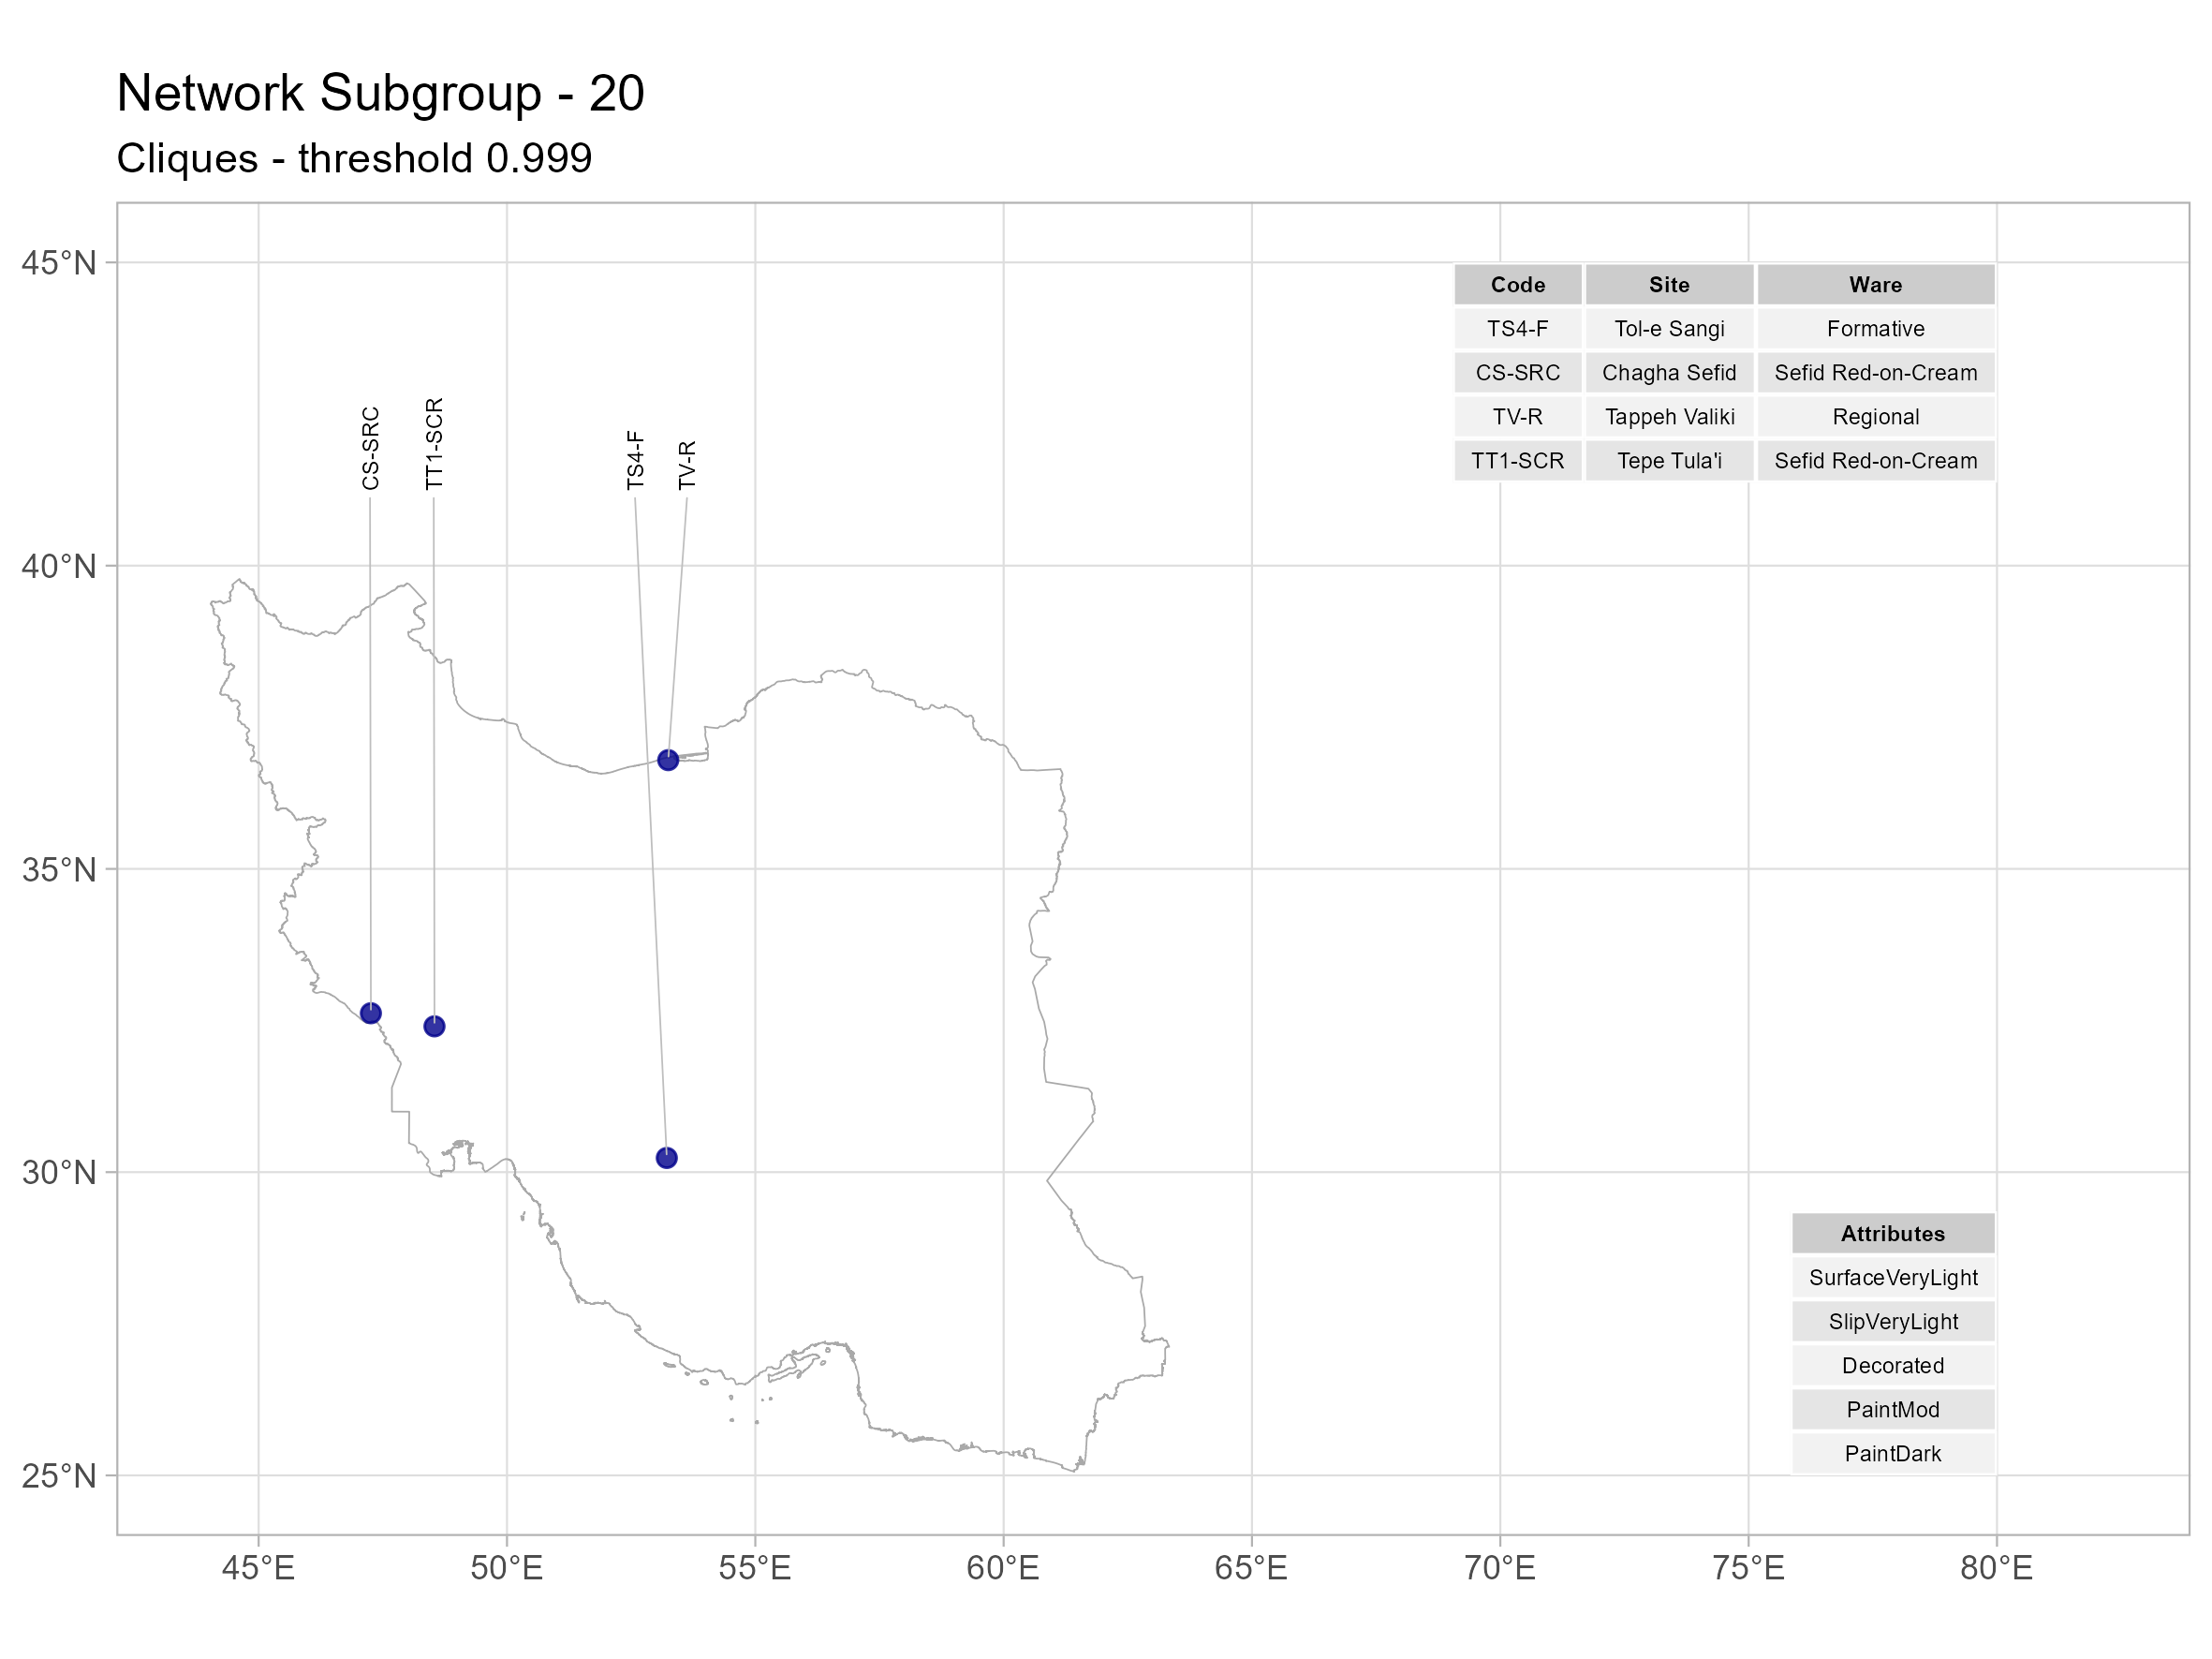 Network Subgroup - 20
Cliques - threshold 0.999
45°N
40°N
35°N
30°N
25°N
45°E 50°E 55°E 60°E 65°E 70°E 75°E 80°E
CS-SRC
TT1-SCR
TS4-F
TV-R
Code Site Ware
TS4-F Tol-e Sangi Formative
CS-SRC Chagha Sefid Sefid Red-on-Cream
TV-R Tappeh Valiki Regional
TT1-SCR Tepe Tula'i Sefid Red-on-Cream
Attributes
SurfaceVeryLight
SlipVeryLight
Decorated
PaintMod
PaintDark